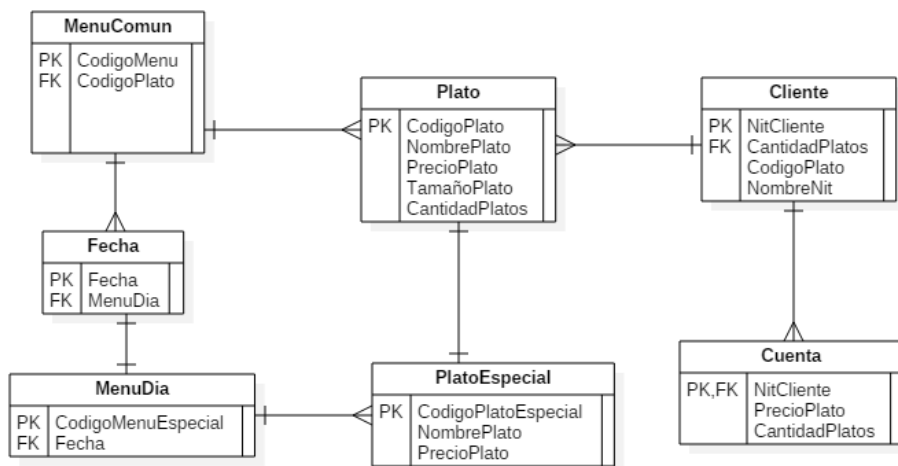 MenuComun
PK CodigoMenu
FK CodigoPlato
Plato
PK CodigoPlato
NombrePlato
PrecioPlato
TamañoPlato
CantidadPlatos
Cliente
PK NitCliente
FK CantidadPlatos
CodigoPlato
NombreNit
Fecha
PK Fecha
FK MenuDia
MenuDia
PK CodigoMenuEspecial
FK Fecha
PlatoEspecial
PK CodigoPlatoEspecial
NombrePlato
PrecioPlato
Cuenta
PK,FK NitCliente
PrecioPlato
CantidadPlatos